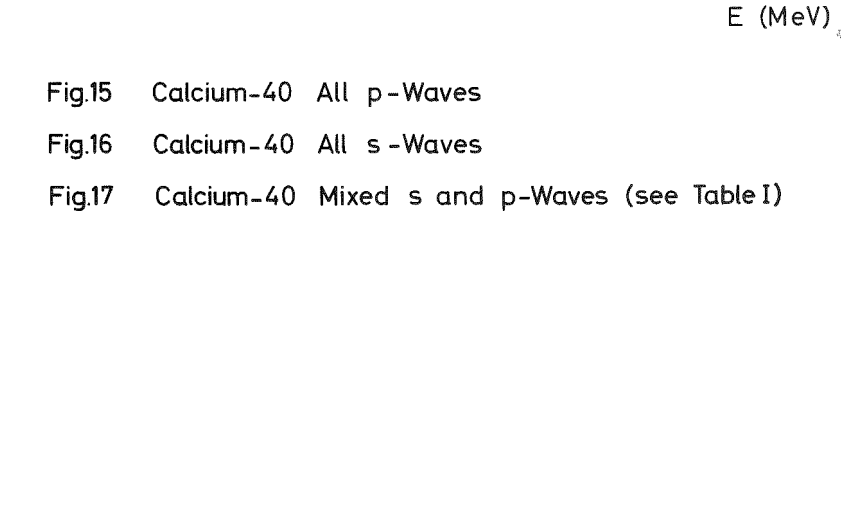 E (MeV)
Fig.15 Calcium-40 All p-Waves
Fig.16 Calcium-40 All s-Waves
Fig.17 Calcium-40 Mixed s and p-Waves (see Table I)